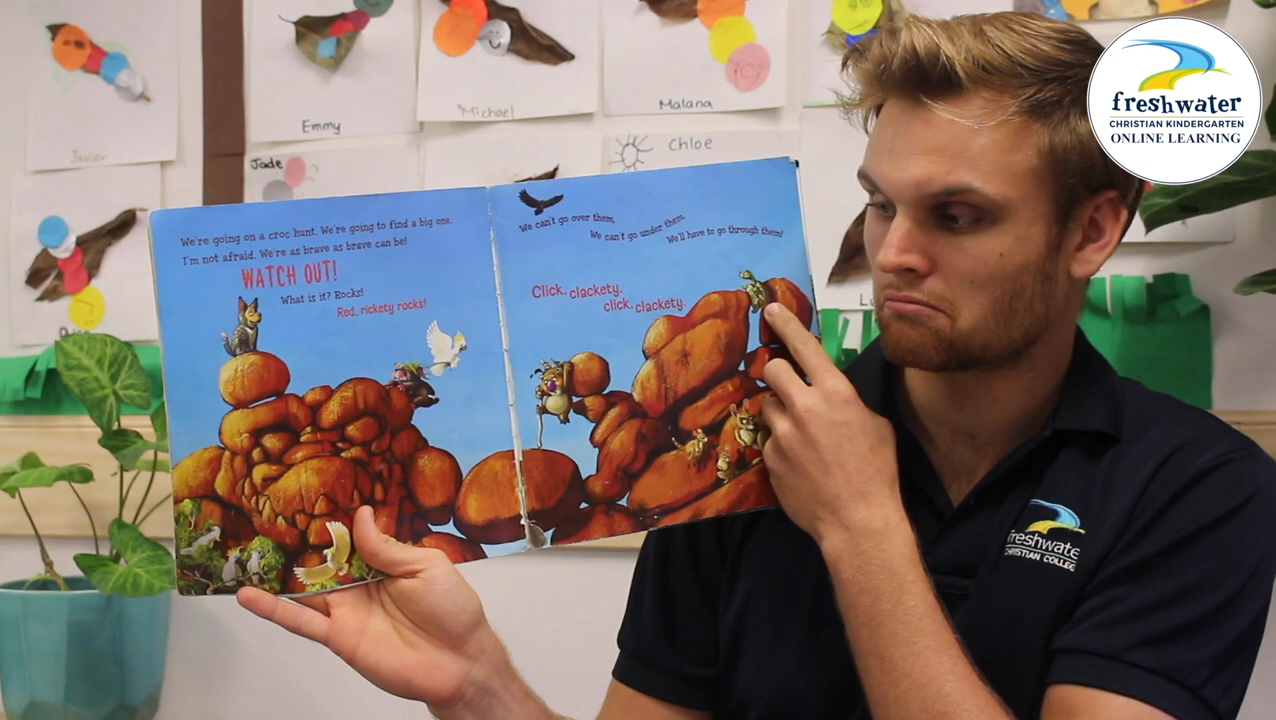 Javier
Emmy
Michael
Malana
Jade
Chloe
freshwater
CHRISTIAN KINDERGARTEN
ONLINE LEARNING
We're going on a croc hunt. We're going to find a big one.
I'm not afraid. We're as brave as brave can be!
WATCH OUT!
What is it? Rocks!
Red, rickety rocks!
We can't go over them.
We can't go under them.
We'll have to go through them!
Click, clackety,
click, clackety.
freshwater
CHRISTIAN COLLEGE